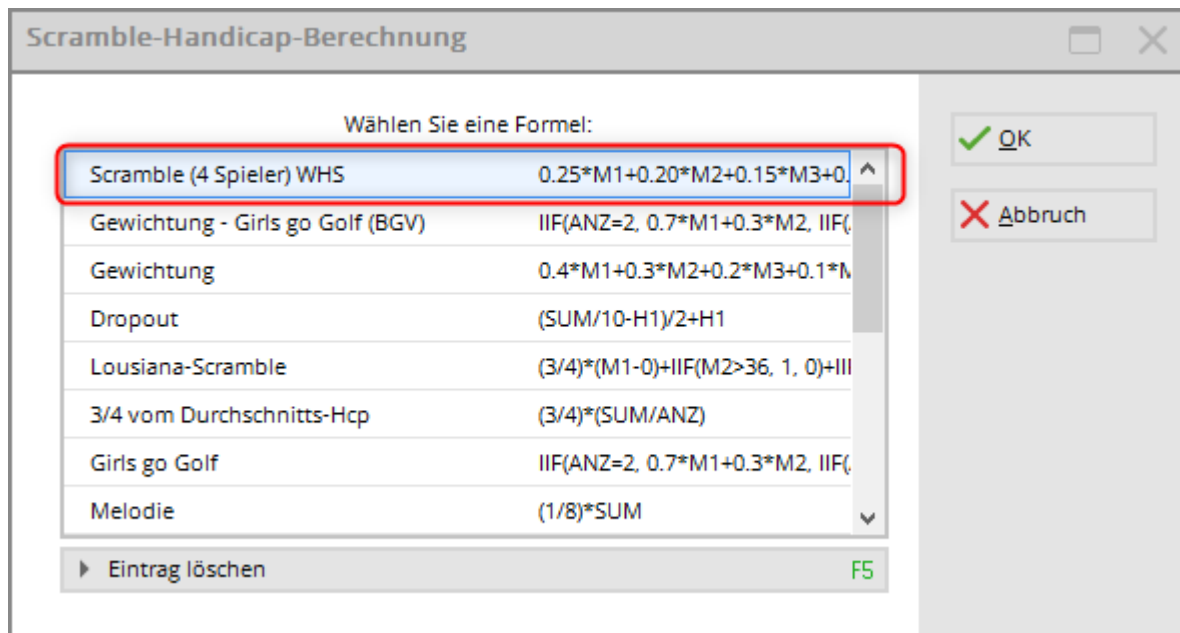 Scramble-Handicap-Berechnung
Wählen Sie eine Formel:
Scramble (4 Spieler) WHS 0.25*M1+0.20*M2+0.15*M3+0.
Gewichtung - Girls go Golf (BGV) IIF(ANZ=2, 0.7*M1+0.3*M2, IIF(
Gewichtung 0.4*M1+0.3*M2+0.2*M3+0.1*M
Dropout (SUM/10-H1)/2+H1
Lousiana-Scramble (3/4)*(M1-0)+IIF(M2>36, 1, 0)+III
3/4 vom Durchschnitts-Hcp (3/4)*(SUM/ANZ)
Girls go Golf IIF(ANZ=2, 0.7*M1+0.3*M2, IIF(
Melodie (1/8)*SUM
Eintrag löschen F5
OK
Abbruch